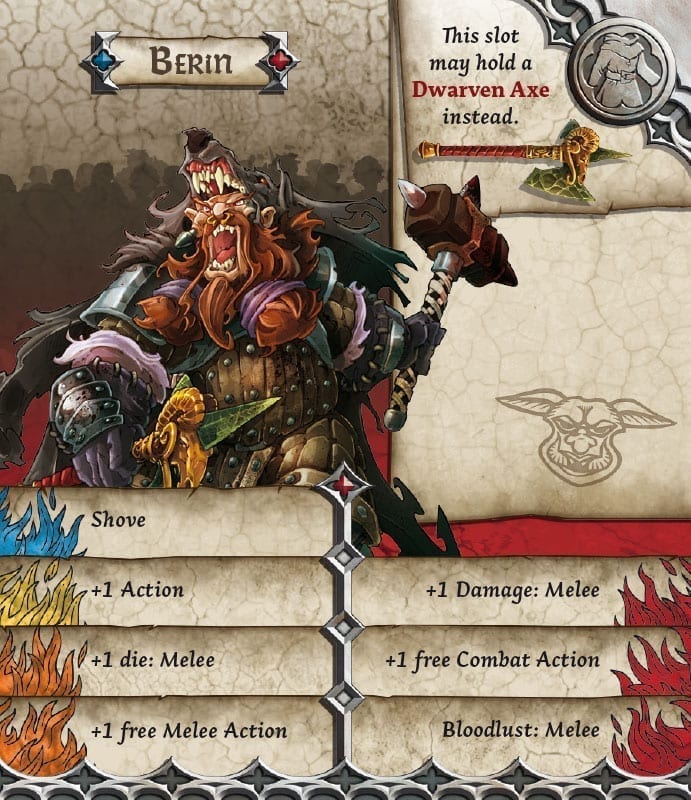 Berin
This slot
may hold a
Dwarven Axe
instead.
Shove
+1 Action
+1 die: Melee
+1 free Melee Action
+1 Damage: Melee
+1 free Combat Action
Bloodlust: Melee